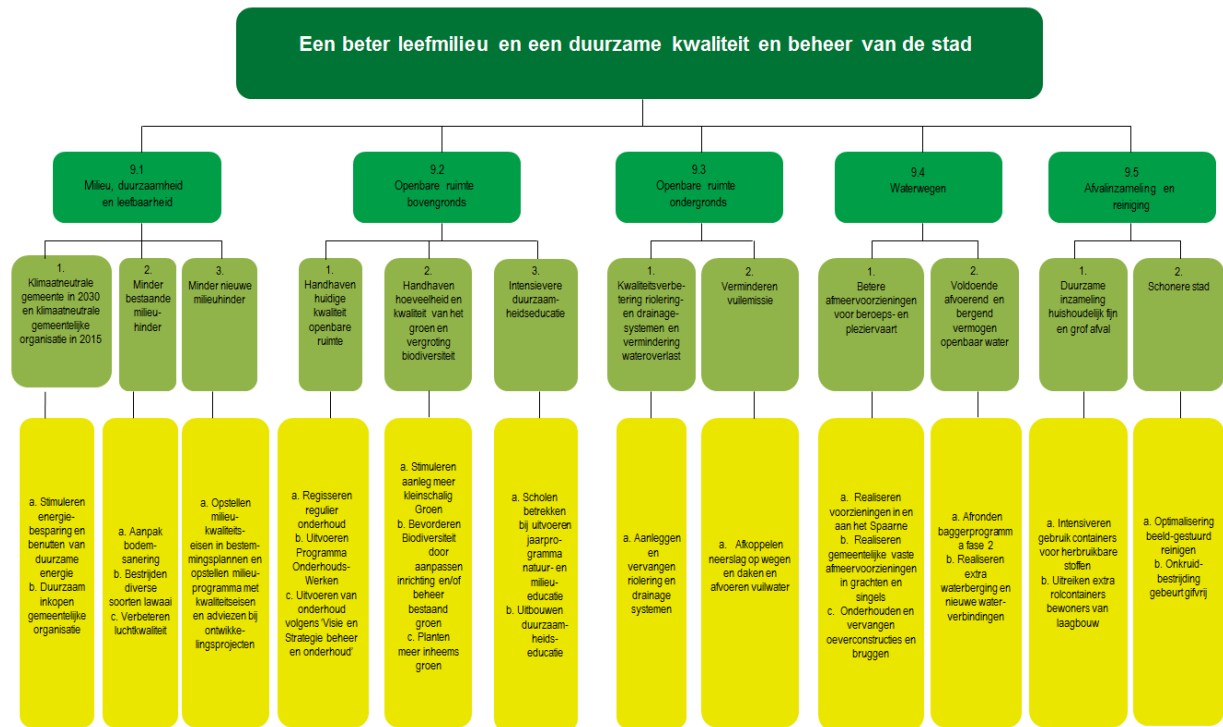 Een beter leefmilieu en een duurzame kwaliteit en beheer van de stad
9.1
Milieu, duurzaamheid
en leefbaarheid
9.2
Openbare ruimte
bovengronds
9.3
Openbare ruimte
ondergronds
9.4
Waterwegen
9.5
Afvalinzameling en
reiniging
1.
Klimaatneutrale
gemeente in 2030
en klimaatneutrale
gemeentelijke
organisatie in 2015
2.
Minder
bestaande
milieu-
hinder
3.
Minder nieuwe
milieuhinder
1.
Handhaven
huidige
kwaliteit
openbare
ruimte
2.
Handhaven
hoeveelheid en
kwaliteit van het
groen en
vergroting
biodiversiteit
3.
Intensievere
duurzaam-
heidseducatie
1.
Kwaliteitsverbe-
tering riolering-
en drainage-
systemen en
vermindering
wateroverlast
2.
Verminderen
vuilemissie
1.
Betere
afmeervoorzieningen
voor beroeps- en
pleziervaart
2.
Voldoende
afvoerend en
bergend
vermogen
openbaar water
1.
Duurzame
inzameling
huishoudelijk fijn
en grof afval
2.
Schonere stad
a. Stimuleren
energie-
besparing en
benutten van
duurzame
energie
b. Duurzaam
inkopen
gemeentelijke
organisatie
a. Aanpak
bodem-
sanering
b. Bestrijden
diverse
soorten lawaai
c. Verbeteren
luchtkwaliteit
a. Opstellen
milieu-
kwaliteits-
eisen in bestem-
mingsplannen en
opstellen milieu-
programma met
kwaliteitseisen
en adviezen bij
ontwikke-
lingsprojecten
a. Regisseren
regulier
onderhoud
b. Uitvoeren
Programma
Onderhouds-
Werken
c. Uitvoeren van
onderhoud
volgens 'Visie en
Strategie beheer
en onderhoud'
a. Stimuleren
aanleg meer
kleinschalig
Groen
b. Bevorderen
Biodiversiteit
door
aanpassen
inrichting en/of
beheer
bestaand
groen
c. Planten
meer inheems
groen
a. Scholen
betrekken
bij uitvoeren
jaarpro-
gramma
natuur- en
milieu-
educatie
b. Uitbouwen
duurzaam-
heids-
educatie
a. Aanleggen
en
vervangen
riolering en
drainage
systemen
a. Afkoppelen
neerslag op wegen
en daken en
afvoeren vuilwater
a. Realiseren
voorzieningen in en
aan het Spaarne
b. Realiseren
gemeentelijke vaste
afmeervoorzieningen
in grachten en
singels
c. Onderhouden en
vervangen
oeverconstructies en
bruggen
a. Afronden
baggerprogramm
a fase 2
b. Realiseren
extra
waterberging en
nieuwe water-
verbindingen
a. Intensiveren
gebruik containers
voor herbruikbare
stoffen
b. Uitreiken extra
rolcontainers
bewoners van
laagbouw
a. Optimalisering
beeld-gestuurd
reinigen
b. Onkruid-
bestrijding
gebeurt gifvrij